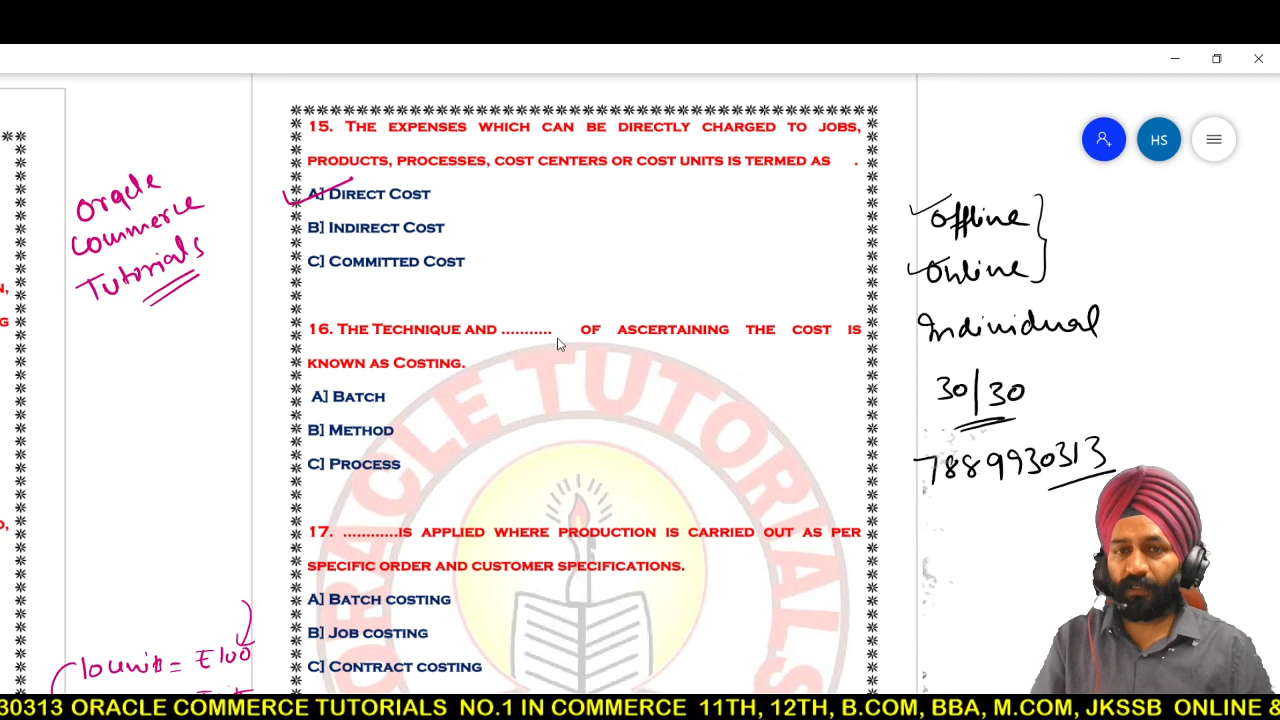 15. THE EXPENSES WHICH CAN BE DIRECTLY CHARGED TO JOBS,
PRODUCTS, PROCESSES, COST CENTERS OR COST UNITS IS TERMED AS .
A] DIRECT COST
B] INDIRECT COST
C] COMMITTED COST
16. THE TECHNIQUE AND ........... OF ASCERTAINING THE COST IS
KNOWN AS COSTING.
A] BATCH
B] METHOD
C] PROCESS
17. ............IS APPLIED WHERE PRODUCTION IS CARRIED OUT AS PER
SPECIFIC ORDER AND CUSTOMER SPECIFICATIONS.
A] BATCH COSTING
B] JOB COSTING
C] CONTRACT COSTING
Oracle
Commerce
Tutorials
10 units = ₹100
HS
Offline
Online
Individual
30/30
7889930313
ORACLE TUTORIALS
30313 ORACLE COMMERCE TUTORIALS NO.1 IN COMMERCE 11TH, 12TH, B.COM, BBA, M.COM, JKSSB ONLINE &